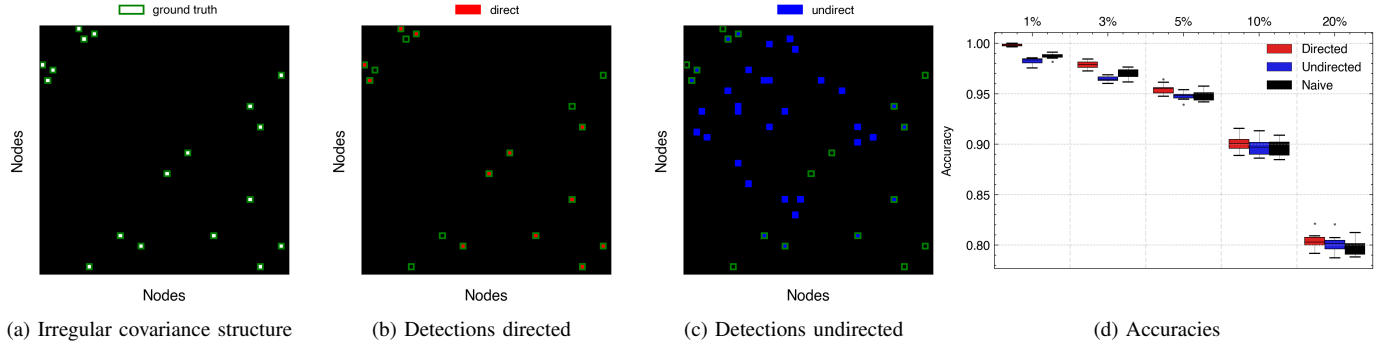 ground truth
direct
undirect
1% 3% 5% 10% 20%
Nodes
Nodes
Nodes
Nodes
Nodes
Nodes
Accuracy
1.00
0.95
0.90
0.85
0.80
Directed
Undirected
Naive
(a) Irregular covariance structure
(b) Detections directed
(c) Detections undirected
(d) Accuracies